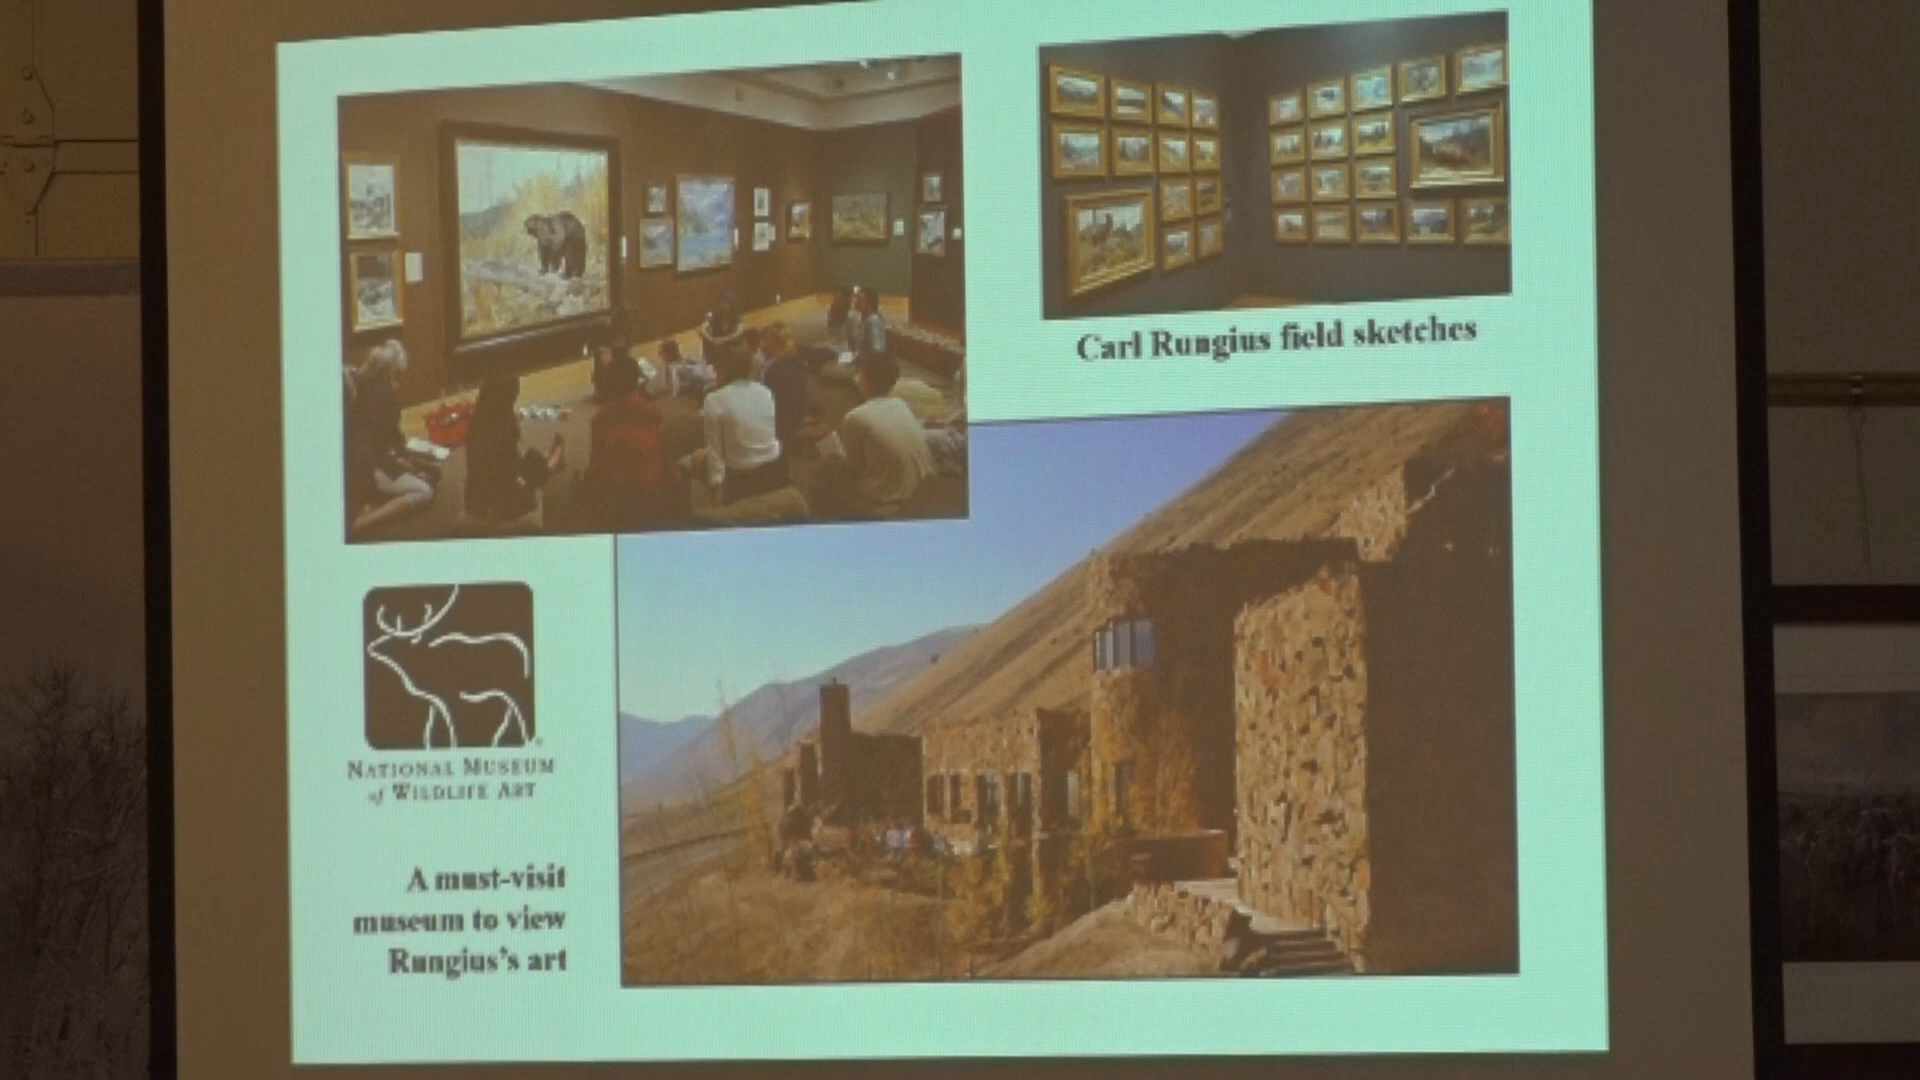 Carl Rungius field sketches
NATIONAL MUSEUM
of WILDLIFE ART
A must-visit
museum to view
Rungius's art